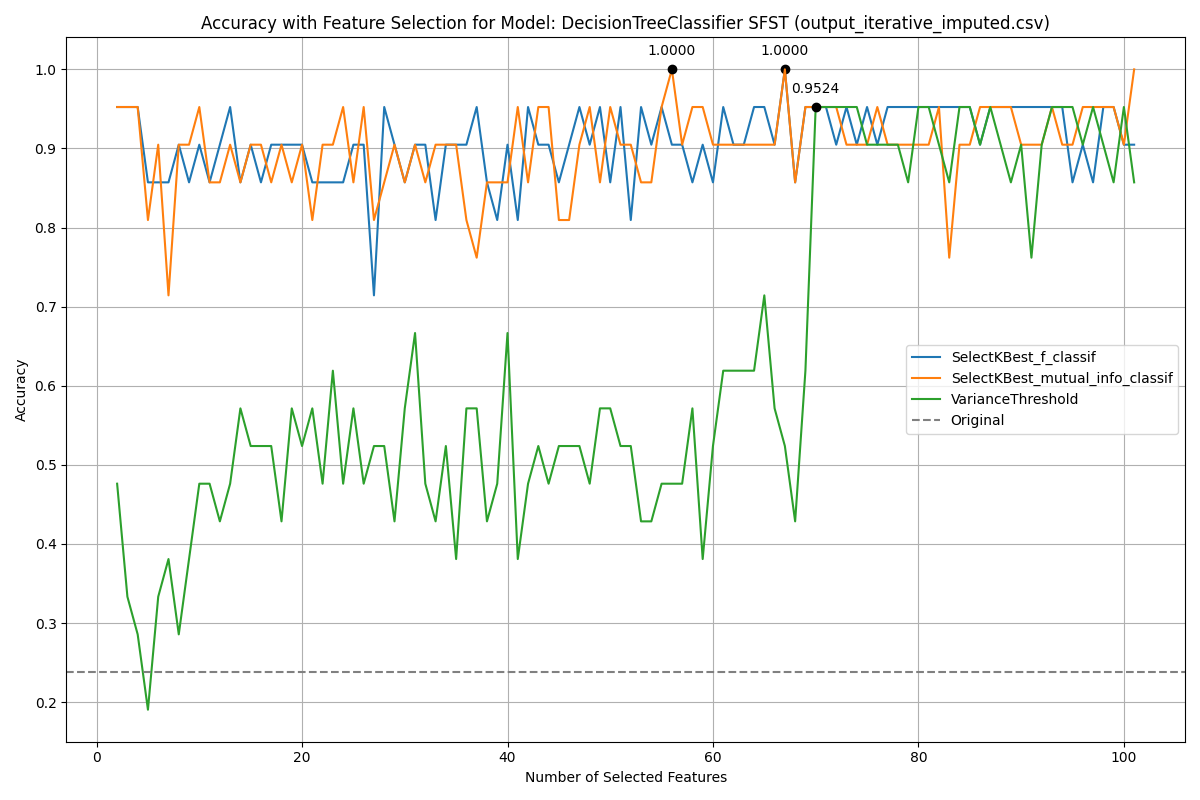 Accuracy with Feature Selection for Model: DecisionTreeClassifier SFST (output_iterative_imputed.csv)
1.0000
1.0000
0.9524
1.0
0.9
0.8
0.7
0.6
0.5
0.4
0.3
0.2
Accuracy
SelectKBest_f_classif
SelectKBest_mutual_info_classif
VarianceThreshold
Original
0
20
40
60
80
100
Number of Selected Features